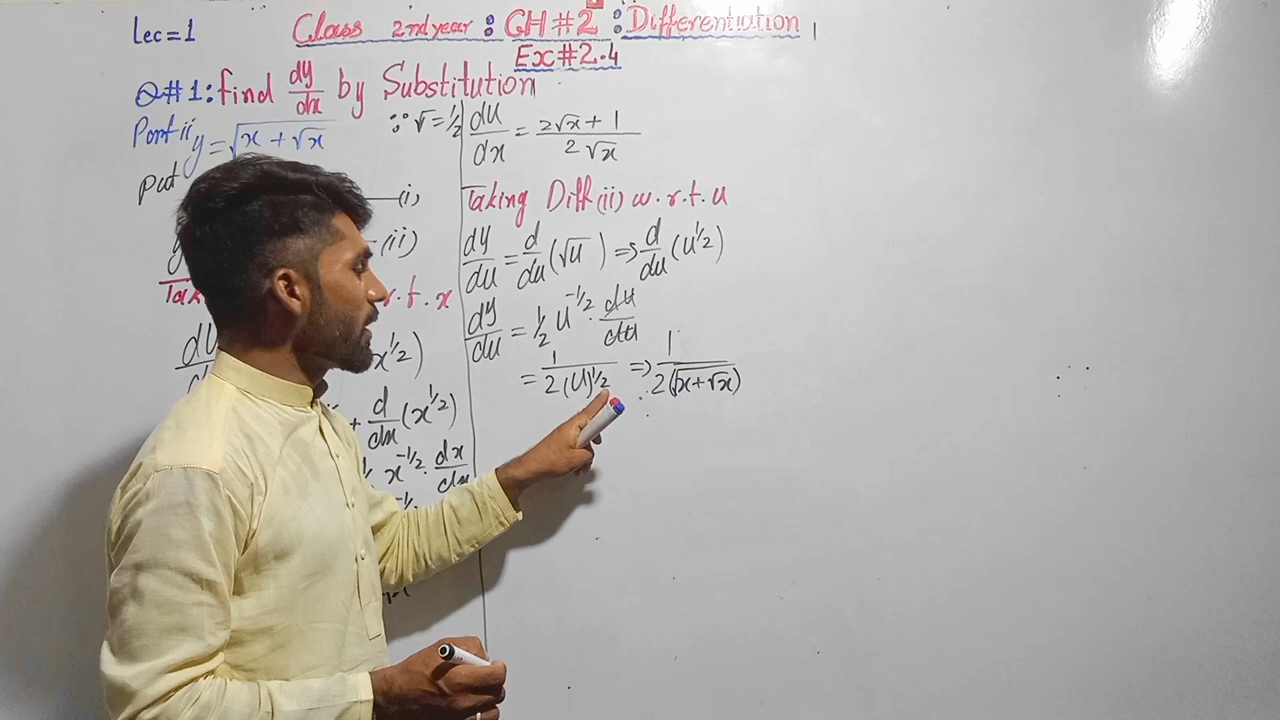 Lec=1
Class 2nd year : CH#2 : Differentiation
Ex#2.4
Q#1: Find dy/dx by Substitution
Part ii y = √(x + √x)
∵ √ = 1/2
Put
—(i)
y —(ii)
r.t. x
dU x^1/2)
+ d/dx (x^1/2)
x^-1/2 . dx/dx
du/dx = (2√x + 1)/(2√x)
Taking Diff (ii) w.r.t. u
dy/du = d/du (√u) ⇒ d/du (u^1/2)
dy/du = 1/2 u^-1/2 . du/du
= 1/(2(u)^1/2) ⇒ 1/(2(√x+√x))